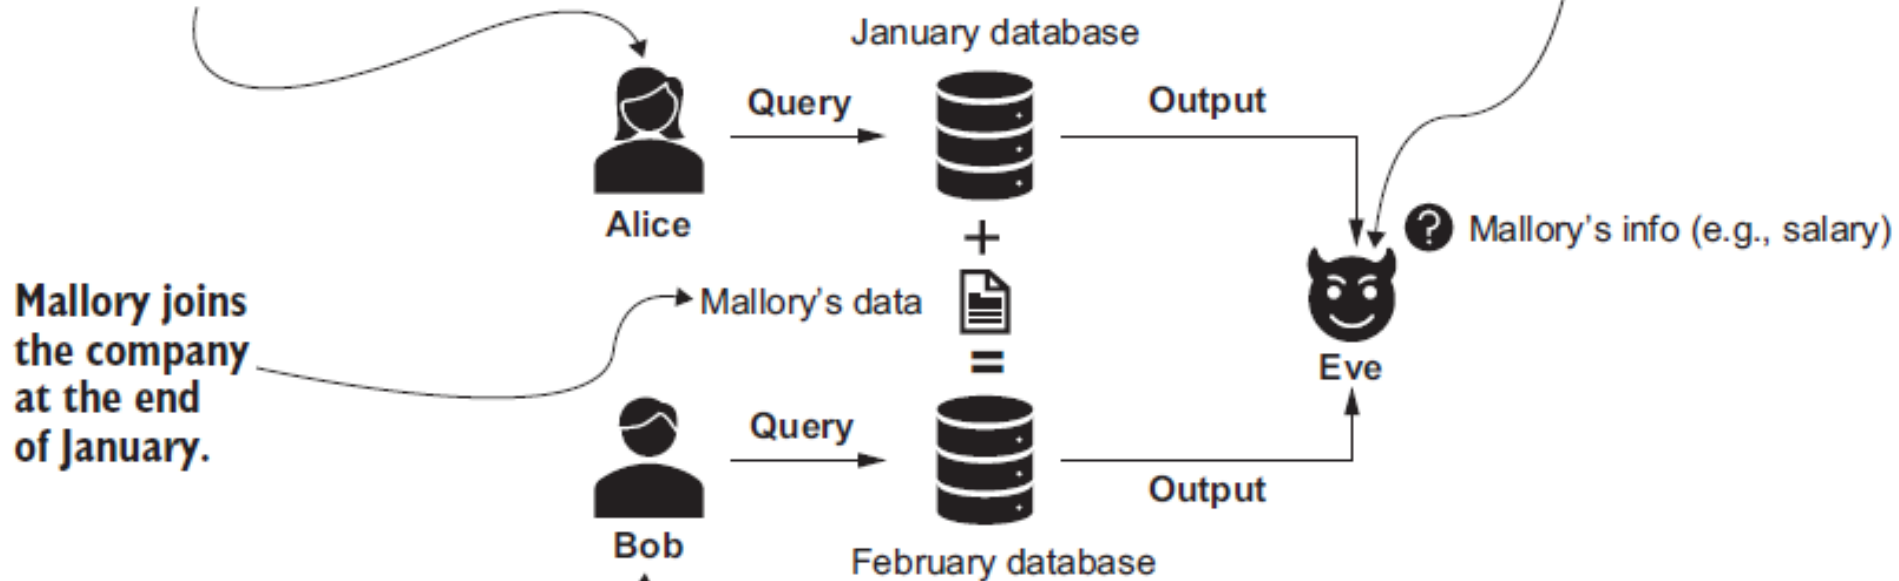 January database
Query
Output
Alice
+
Mallory's info (e.g., salary)
?
Mallory joins
the company
at the end
of January.
Mallory's data
=
Eve
Query
Output
Bob
February database